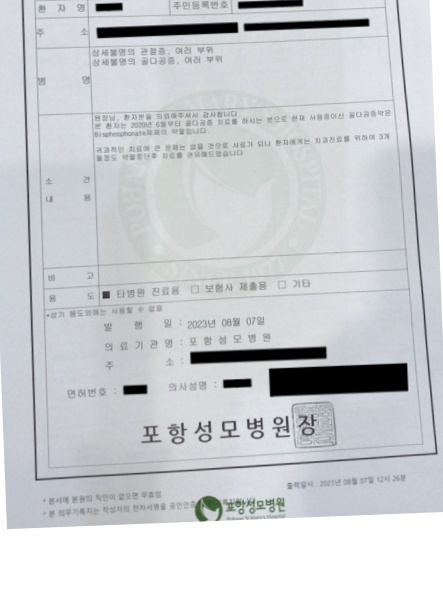 환 자 명 주민등록번호
주 소
상세불명의 관절증, 여러 부위
상세불명의 골다공증, 여러 부위
병 명
원장님, 환자분을 의뢰해주셔서 감사합니다
본 환자는 2020년 6월부터 골다공증 치료를 하시는 분으로 현재 사용중이신 골다공증약은
Bisphosphonate제제의 약물입니다.
귀과적인 치료에 큰 문제는 없을 것으로 사료가 되나 환자에게는 치과진료를 위하여 3개
월정도 약물중단후 치료를 권유해드렸습니다
소 견
내 용
비 고
용 도 ■ 타병원 진료용 □ 보험사 제출용 □ 기타
*상기 용도외에는 사용할 수 없음
발 행 일 : 2023년 08월 07일
의 료 기 관 명 : 포 항 성 모 병 원
주 소 :
면허번호 : 의사성명 :
포 항 성 모 병 원 장
출력일시 : 2023년 08월 07일 12시 26분
* 본서에 본원의 직인이 없으면 무효임
* 본 의무기록지는 작성자의 전자서명을 공인인증
포항성모병원